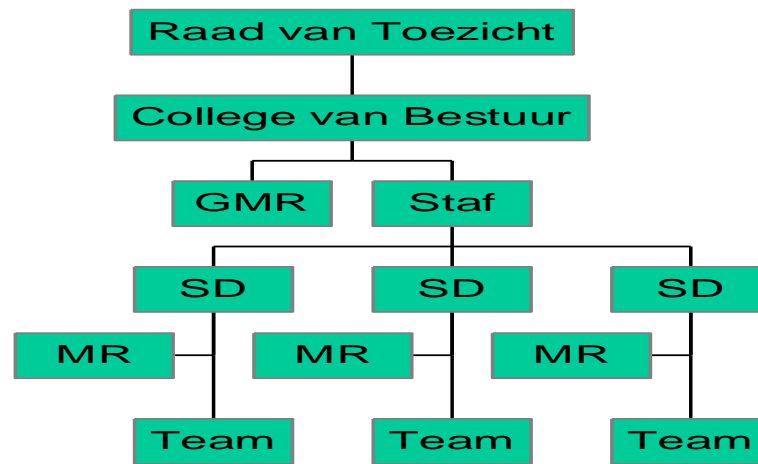 Raad van Toezicht
College van Bestuur
GMR
Staf
SD
SD
SD
MR
MR
MR
Team
Team
Team